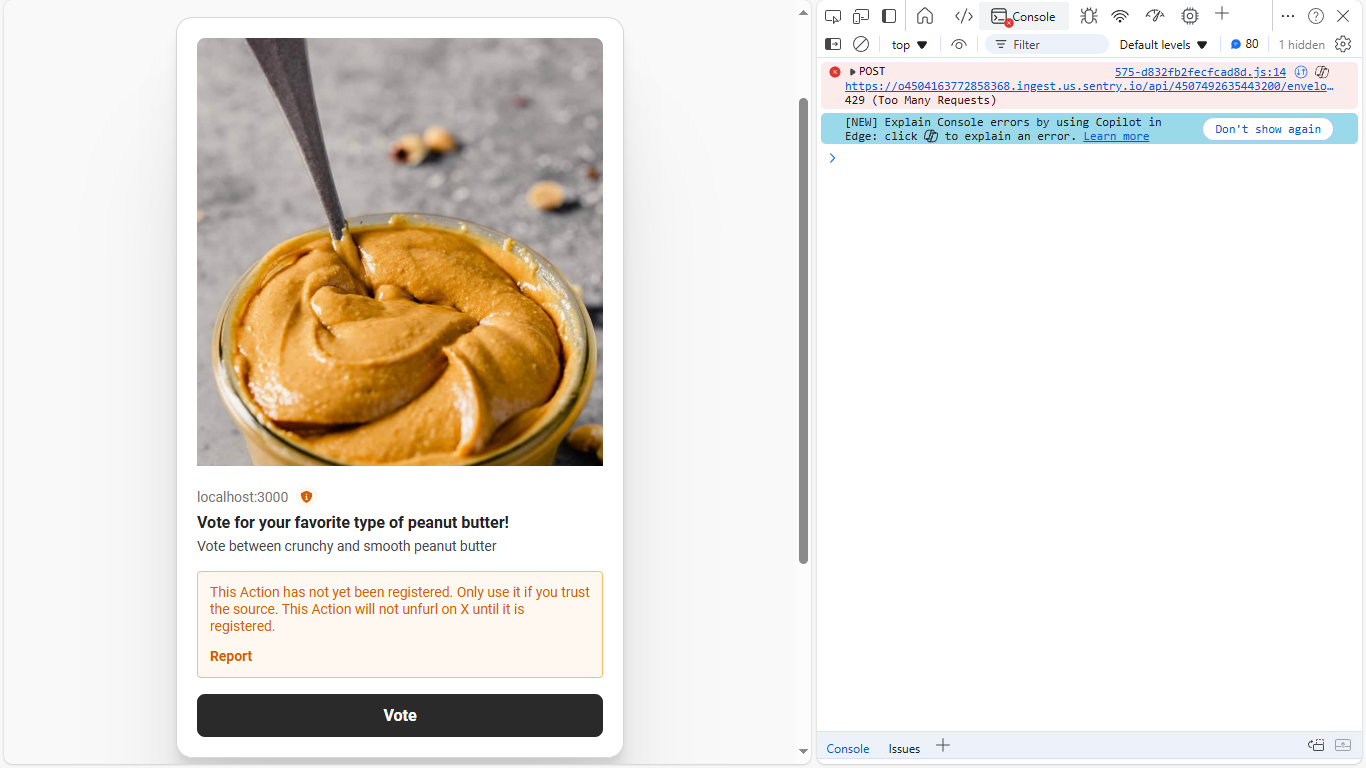 localhost:3000
Vote for your favorite type of peanut butter!
Vote between crunchy and smooth peanut butter
This Action has not yet been registered. Only use it if you trust
the source. This Action will not unfurl on X until it is
registered.
Report
Vote
Console
top
Filter
Default levels
80
1 hidden
POST
575-d832fb2fecfcad8d.js:14
https://o4504163772858368.ingest.us.sentry.io/api/4507492635443200/envelo…
429 (Too Many Requests)
[NEW] Explain Console errors by using Copilot in
Edge: click to explain an error. Learn more
Don't show again
Console
Issues